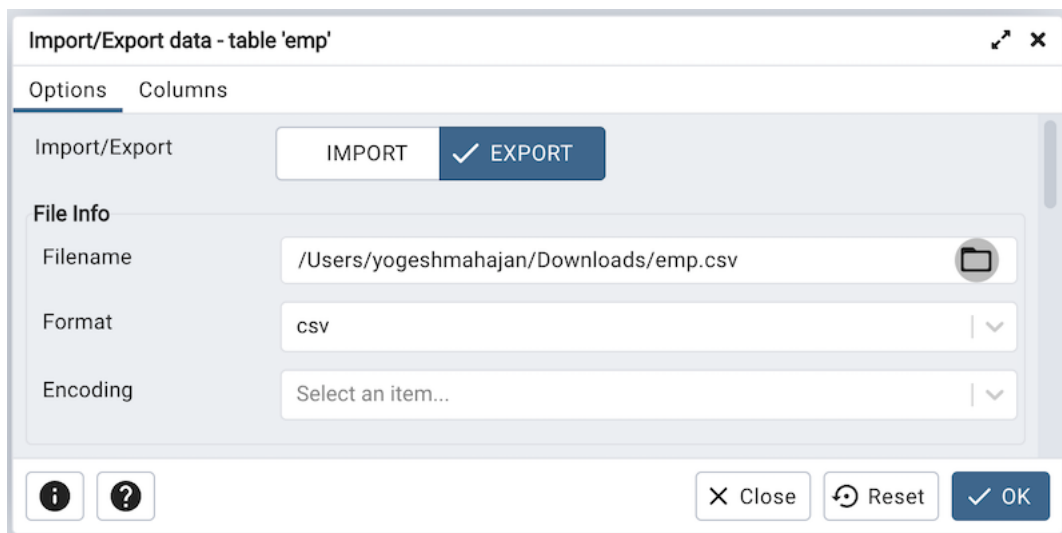 Import/Export data - table 'emp'
Options Columns
Import/Export IMPORT EXPORT
File Info
Filename /Users/yogeshmahajan/Downloads/emp.csv
Format csv
Encoding Select an item...
Close Reset OK